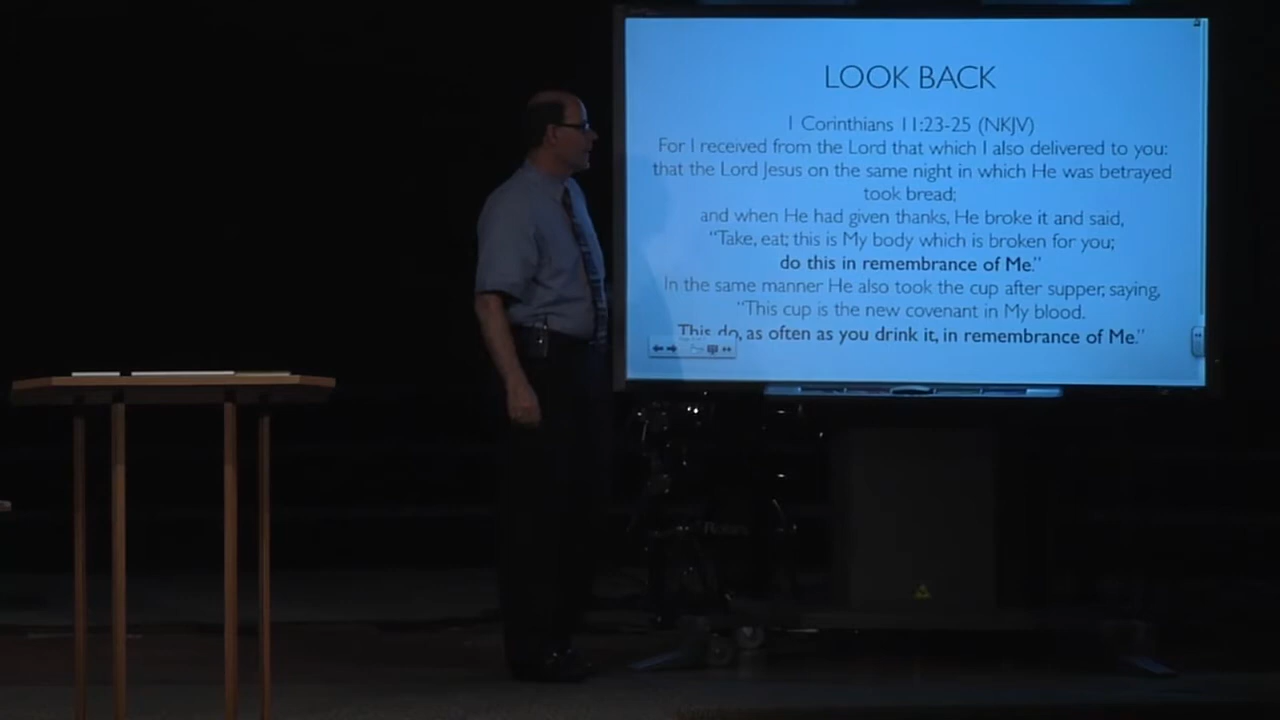 LOOK BACK
1 Corinthians 11:23-25 (NKJV)
For I received from the Lord that which I also delivered to you:
that the Lord Jesus on the same night in which He was betrayed
took bread;
and when He had given thanks, He broke it and said,
“Take, eat; this is My body which is broken for you;
do this in remembrance of Me.”
In the same manner He also took the cup after supper, saying,
“This cup is the new covenant in My blood.
This do, as often as you drink it, in remembrance of Me.”